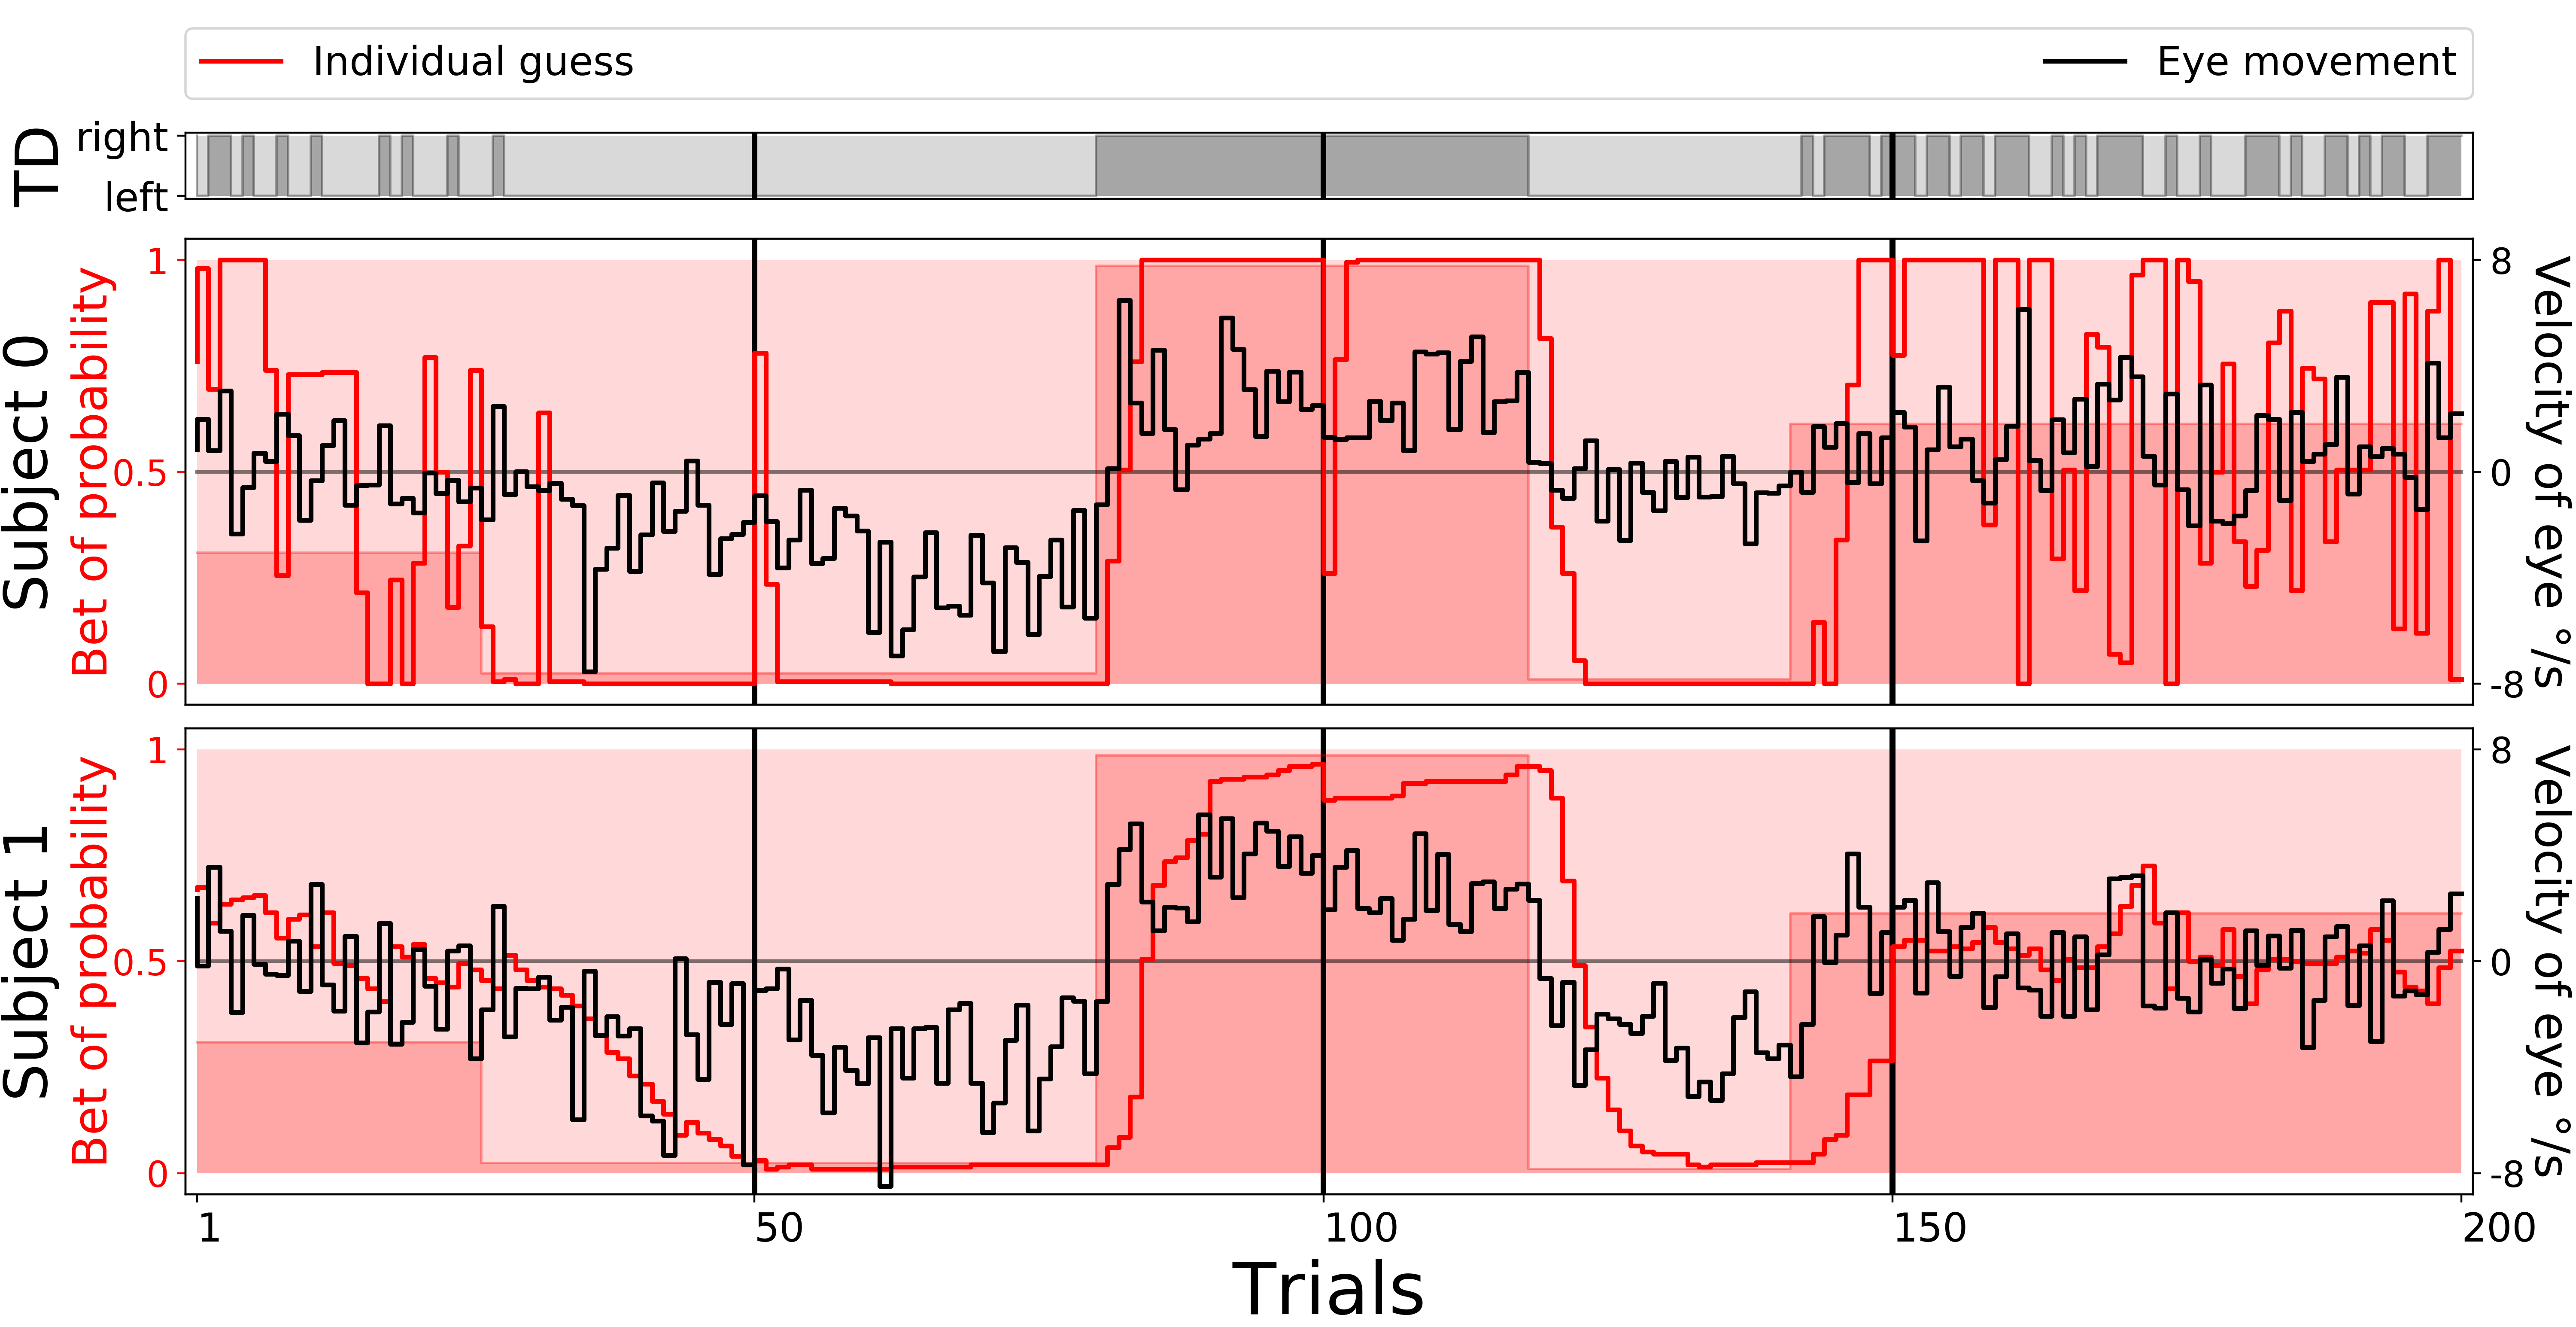 Individual guess
Eye movement
TD
right
left
Subject 0
Bet of probability
1
0.5
0
8
0
-8
Velocity of eye °/s
Subject 1
Bet of probability
1
0.5
0
8
0
-8
Velocity of eye °/s
1 50 100 150 200
Trials